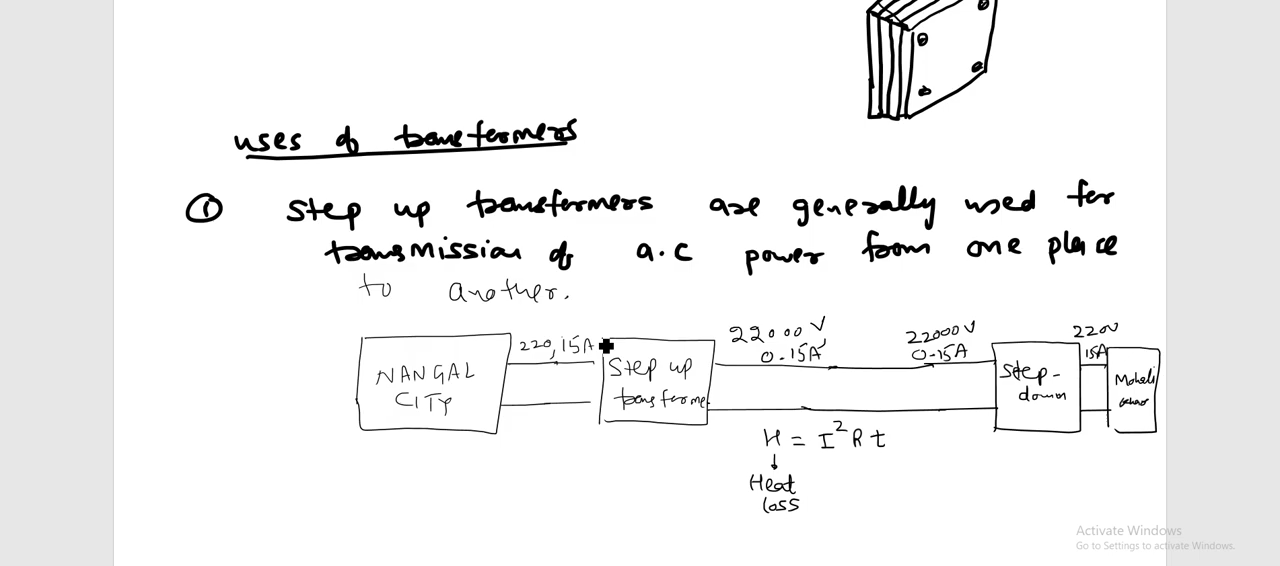 uses of transformers
① Step up transformers are generally used for
transmission of a.c power from one place
to another.
NANGAL
CITY
220, 15A
Step up
transforme
22000 V
0.15A
22000 V
0.15A
Step-
down
220V
15A
Mohali
H = I²Rt
Heat
loss
Activate Windows
Go to Settings to activate Windows.